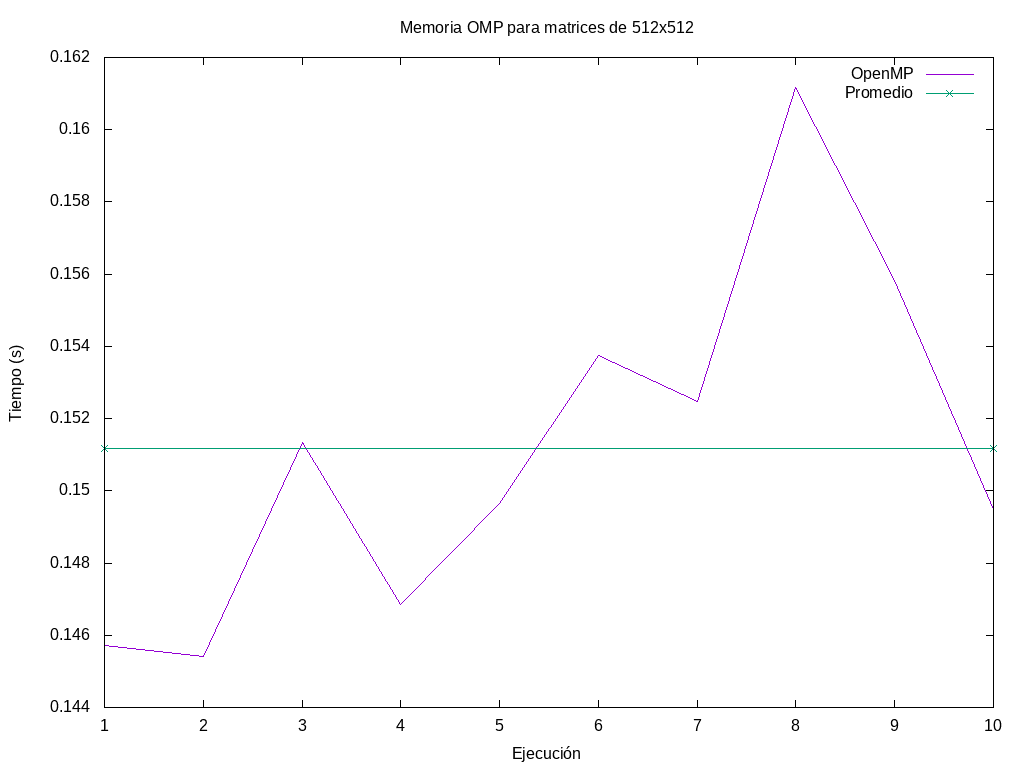 Memoria OMP para matrices de 512x512
OpenMP
Promedio
0.162
0.16
0.158
0.156
0.154
0.152
0.15
0.148
0.146
0.144
Tiempo (s)
1 2 3 4 5 6 7 8 9 10
Ejecución